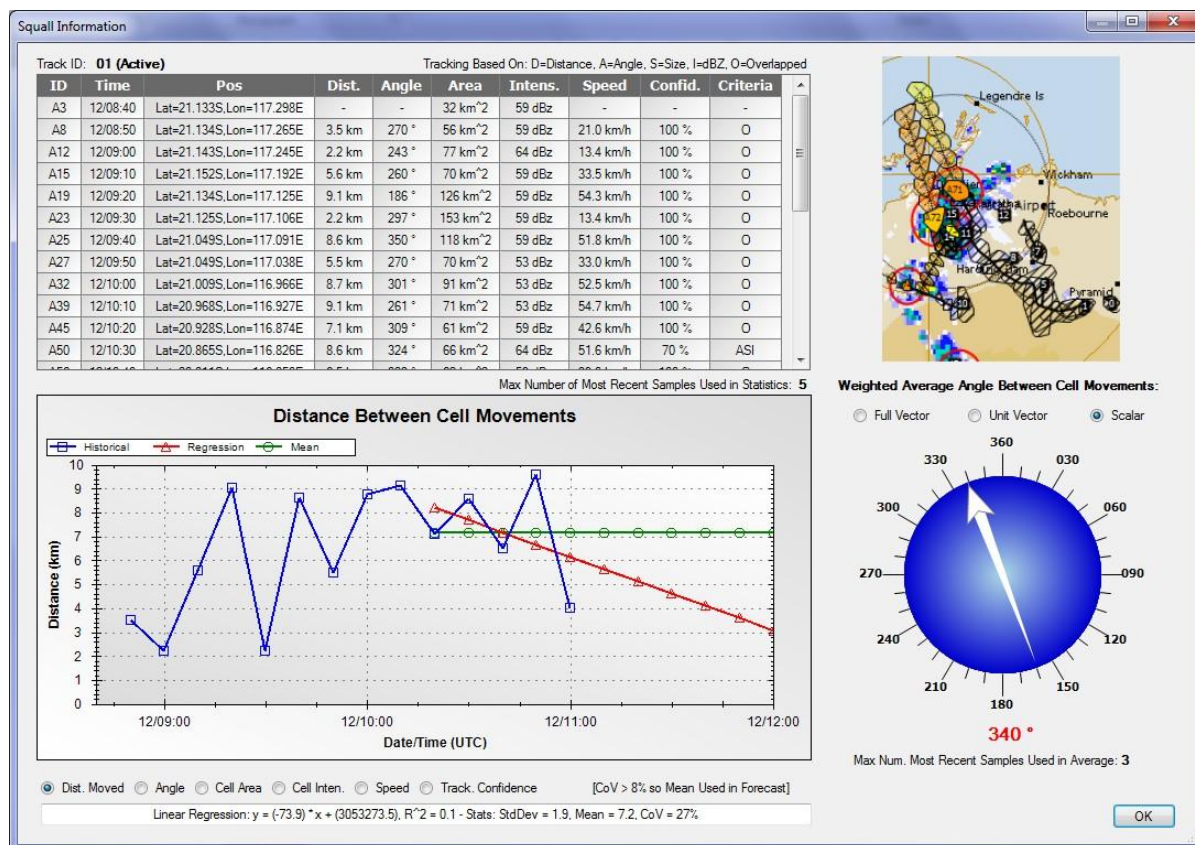 Squall Information
Track ID: 01 (Active)
Tracking Based On: D=Distance, A=Angle, S=Size, I=dBZ, O=Overlapped
ID Time Pos Dist. Angle Area Intens. Speed Confid. Criteria
A3 12/08:40 Lat=21.133S,Lon=117.298E - - 32 km^2 59 dBz - - -
A8 12/08:50 Lat=21.134S,Lon=117.265E 3.5 km 270 ° 56 km^2 59 dBz 21.0 km/h 100 % O
A12 12/09:00 Lat=21.143S,Lon=117.245E 2.2 km 243 ° 77 km^2 64 dBz 13.4 km/h 100 % O
A15 12/09:10 Lat=21.152S,Lon=117.192E 5.6 km 260 ° 70 km^2 59 dBz 33.5 km/h 100 % O
A19 12/09:20 Lat=21.134S,Lon=117.125E 9.1 km 186 ° 126 km^2 59 dBz 54.3 km/h 100 % O
A23 12/09:30 Lat=21.125S,Lon=117.106E 2.2 km 297 ° 153 km^2 59 dBz 13.4 km/h 100 % O
A25 12/09:40 Lat=21.049S,Lon=117.091E 8.6 km 350 ° 118 km^2 59 dBz 51.8 km/h 100 % O
A27 12/09:50 Lat=21.049S,Lon=117.038E 5.5 km 270 ° 70 km^2 53 dBz 33.0 km/h 100 % O
A32 12/10:00 Lat=21.009S,Lon=116.966E 8.7 km 301 ° 91 km^2 53 dBz 52.5 km/h 100 % O
A39 12/10:10 Lat=20.968S,Lon=116.927E 9.1 km 261 ° 71 km^2 53 dBz 54.7 km/h 100 % O
A45 12/10:20 Lat=20.928S,Lon=116.874E 7.1 km 309 ° 61 km^2 59 dBz 42.6 km/h 100 % O
A50 12/10:30 Lat=20.865S,Lon=116.826E 8.6 km 324 ° 66 km^2 64 dBz 51.6 km/h 70 % ASI
Legendre Is
Wickham
A71
Airport
A72
15
12
Roebourne
11
Harding Dam
5
10
Pyramid
0
Max Number of Most Recent Samples Used in Statistics: 5
Distance Between Cell Movements
Historical Regression Mean
10
9
8
7
6
5
4
3
2
1
0
Distance (km)
12/09:00 12/10:00 12/11:00 12/12:00
Date/Time (UTC)
Dist. Moved Angle Cell Area Cell Inten. Speed Track. Confidence [CoV > 8% so Mean Used in Forecast]
Linear Regression: y = (-73.9) * x + (3053273.5), R^2 = 0.1 - Stats: StdDev = 1.9, Mean = 7.2, CoV = 27%
Weighted Average Angle Between Cell Movements:
Full Vector Unit Vector Scalar
360
330 030
300 060
270 090
240 120
210 150
180
340 °
Max Num. Most Recent Samples Used in Average: 3
OK